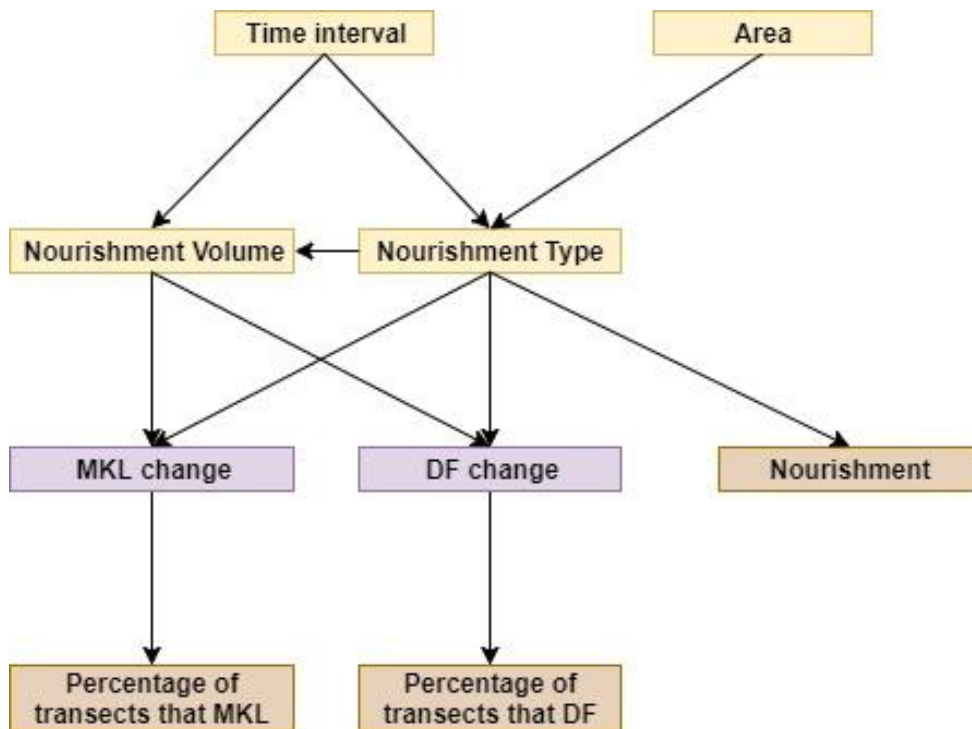 Time interval
Area
Nourishment Volume
Nourishment Type
MKL change
DF change
Nourishment
Percentage of
transects that MKL
Percentage of
transects that DF